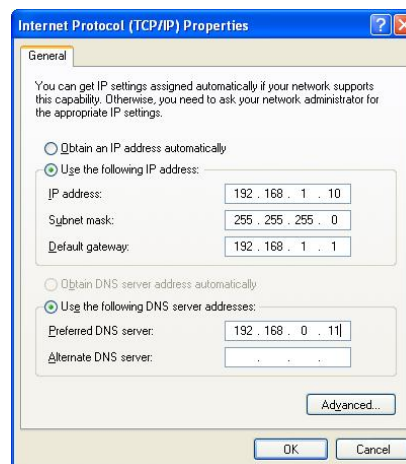 Internet Protocol (TCP/IP) Properties
General
You can get IP settings assigned automatically if your network supports
this capability. Otherwise, you need to ask your network administrator for
the appropriate IP settings.
Obtain an IP address automatically
Use the following IP address:
IP address: 192 . 168 . 1 . 10
Subnet mask: 255 . 255 . 255 . 0
Default gateway: 192 . 168 . 1 . 1
Obtain DNS server address automatically
Use the following DNS server addresses:
Preferred DNS server: 192 . 168 . 0 . 11
Alternate DNS server: . . .
Advanced...
OK Cancel